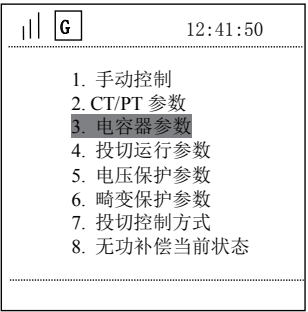 G 12:41:50
1. 手动控制
2. CT/PT 参数
3. 电容器参数
4. 投切运行参数
5. 电压保护参数
6. 畸变保护参数
7. 投切控制方式
8. 无功补偿当前状态